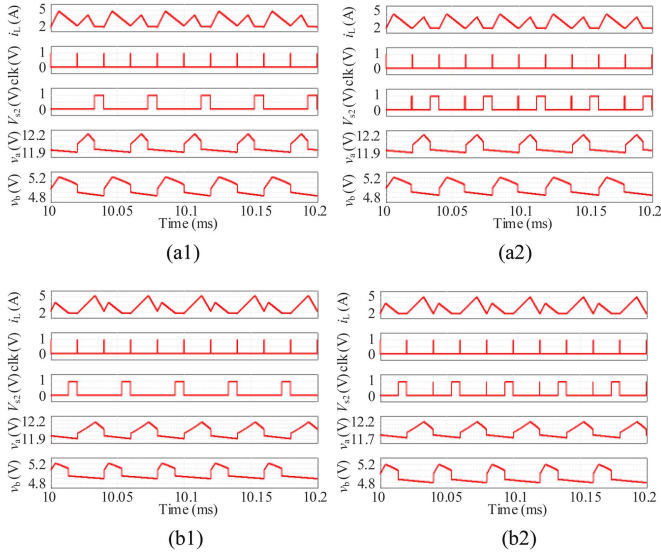 5
2
i_L (A)
1
0
clk(V)
1
0
V_s2 (V)
12.2
11.9
v_a (V)
5.2
4.8
v_b (V)
10 10.05 10.1 10.15 10.2
Time (ms)
(a1)
5
2
i_L (A)
1
0
clk(V)
1
0
V_s2 (V)
12.2
11.9
v_a (V)
5.2
4.8
v_b (V)
10 10.05 10.1 10.15 10.2
Time (ms)
(a2)
5
2
i_L (A)
1
0
clk(V)
1
0
V_s2 (V)
12.2
11.9
v_a (V)
5.2
4.8
v_b (V)
10 10.05 10.1 10.15 10.2
Time (ms)
(b1)
5
2
i_L (A)
1
0
clk(V)
1
0
V_s2 (V)
12.2
11.7
v_a (V)
5.2
4.8
v_b (V)
10 10.05 10.1 10.15 10.2
Time (ms)
(b2)